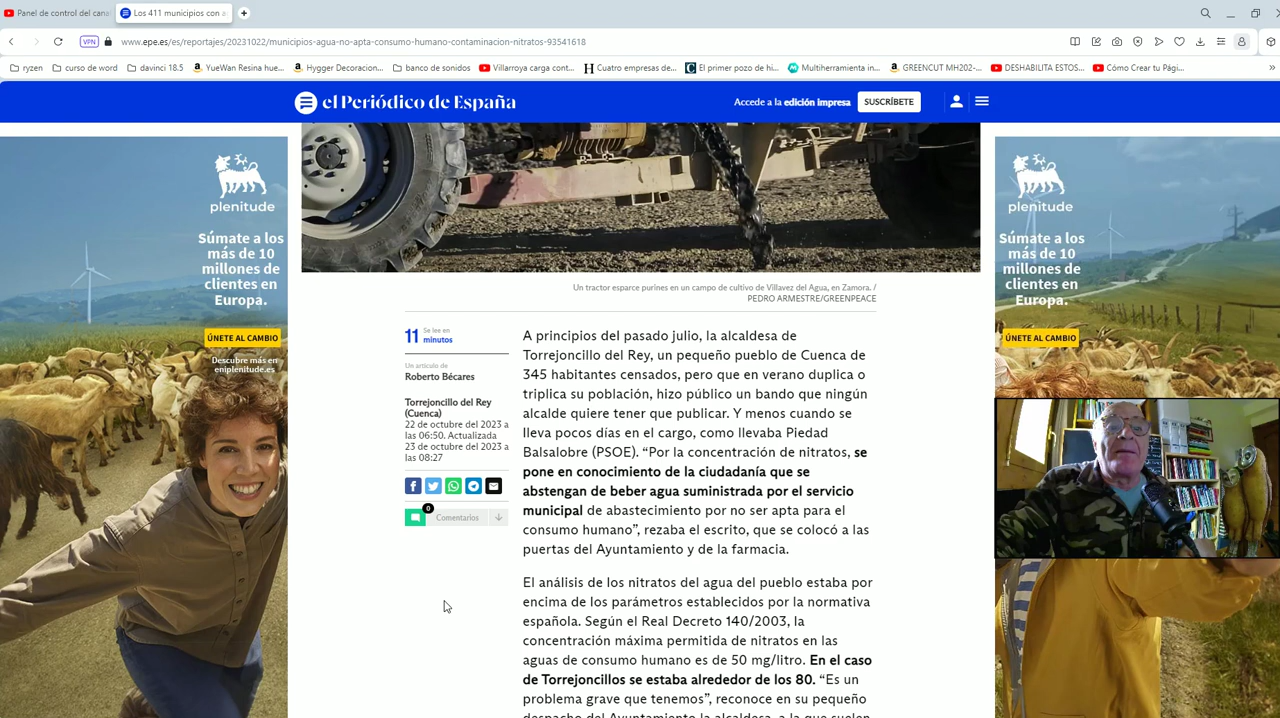 Panel de control del cana
Los 411 municipios con a
VPN
www.epe.es/es/reportajes/20231022/municipios-agua-no-apta-consumo-humano-contaminacion-nitratos-93541618
ryzen
curso de word
davinci 18.5
YueWan Resina hue...
Hygger Decoracion...
banco de sonidos
Villarroya carga cont...
Cuatro empresas de...
El primer pozo de hi...
Multiherramienta in...
GREENCUT MH202-...
DESHABILITA ESTOS...
Cómo Crear tu Pági...
el Periódico de España
Accede a la edición impresa
SUSCRÍBETE
plenitude
Súmate a los
más de 10
millones de
clientes en
Europa.
ÚNETE AL CAMBIO
Descubre más en
eniplenitude.es
Un tractor esparce purines en un campo de cultivo de Villavez del Agua, en Zamora. /
PEDRO ARMESTRE/GREENPEACE
11
Se lee en
minutos
Un artículo de
Roberto Bécares
Torrejoncillo del Rey
(Cuenca)
22 de octubre del 2023 a
las 06:50. Actualizada
23 de octubre del 2023 a
las 08:27
0
Comentarios
A principios del pasado julio, la alcaldesa de
Torrejoncillo del Rey, un pequeño pueblo de Cuenca de
345 habitantes censados, pero que en verano duplica o
triplica su población, hizo público un bando que ningún
alcalde quiere tener que publicar. Y menos cuando se
lleva pocos días en el cargo, como llevaba Piedad
Balsalobre (PSOE). “Por la concentración de nitratos, se
pone en conocimiento de la ciudadanía que se
abstengan de beber agua suministrada por el servicio
municipal de abastecimiento por no ser apta para el
consumo humano”, rezaba el escrito, que se colocó a las
puertas del Ayuntamiento y de la farmacia.
El análisis de los nitratos del agua del pueblo estaba por
encima de los parámetros establecidos por la normativa
española. Según el Real Decreto 140/2003, la
concentración máxima permitida de nitratos en las
aguas de consumo humano es de 50 mg/litro. En el caso
de Torrejoncillos se estaba alrededor de los 80. “Es un
problema grave que tenemos”, reconoce en su pequeño
despacho del Ayuntamiento la alcaldesa, a la que suelen
plenitude
Súmate a los
más de 10
millones de
clientes en
Europa.
ÚNETE AL CAMBIO